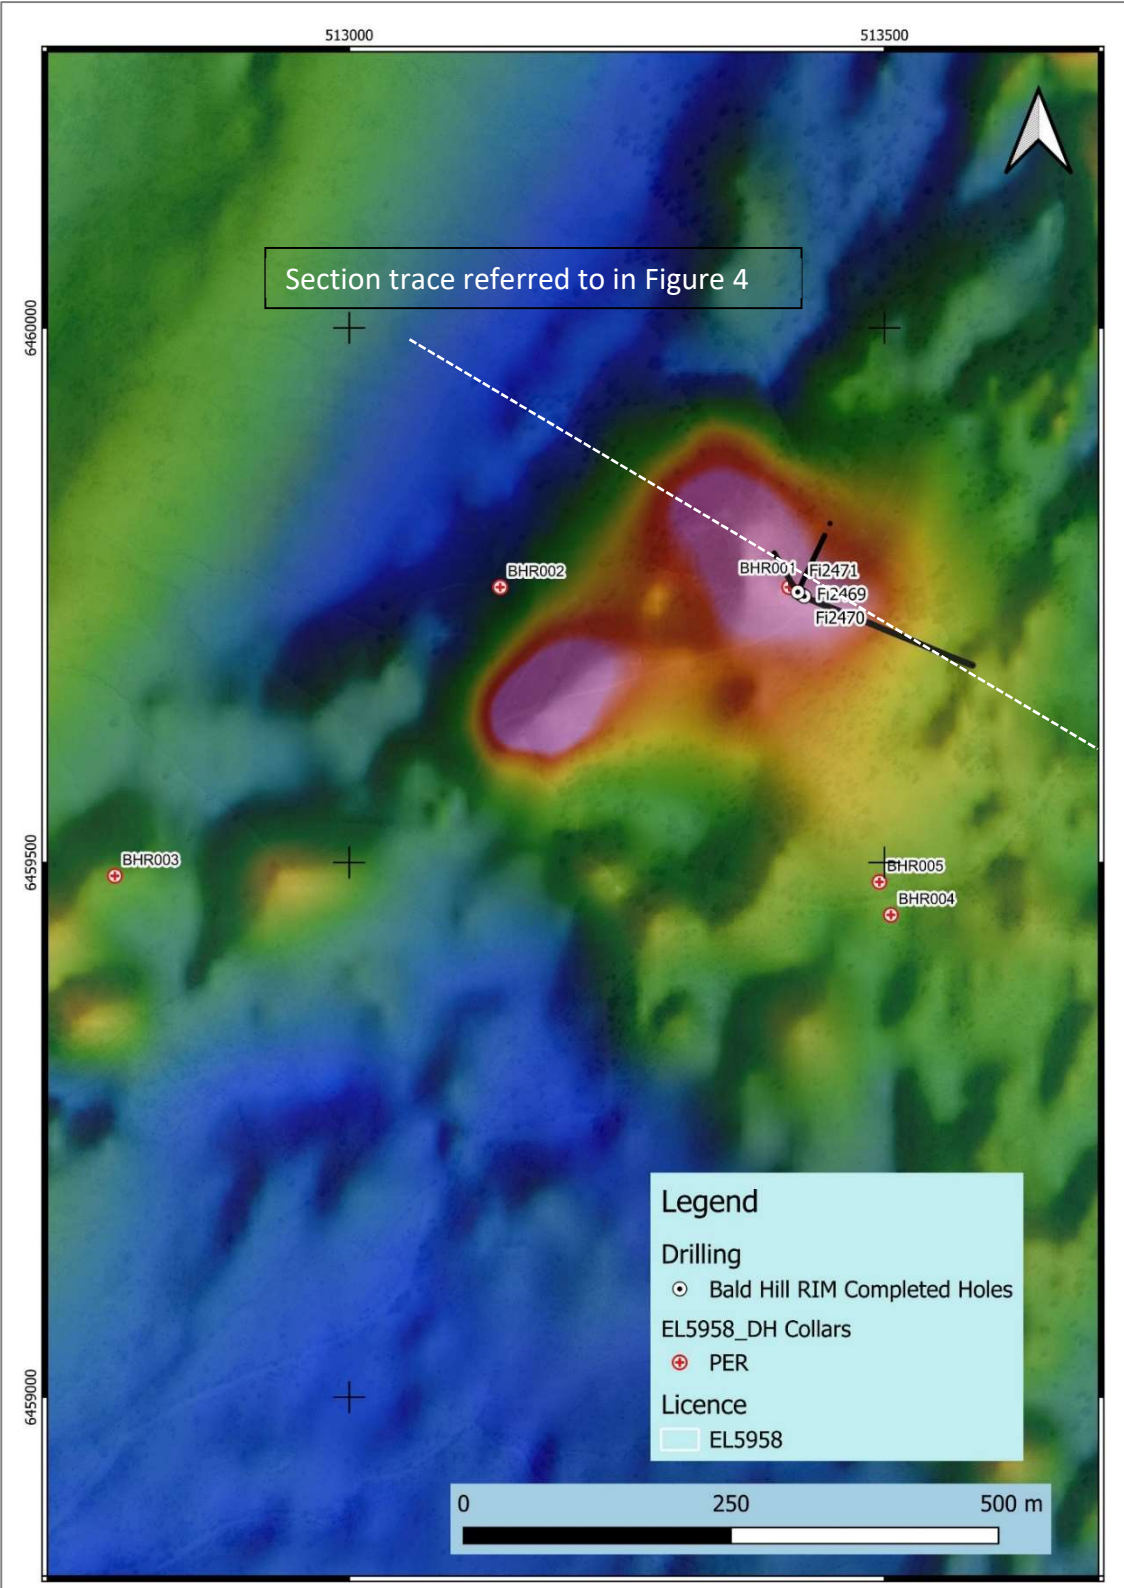 513000
513500
Section trace referred to in Figure 4
6460000
BHR002
BHR001
Fi2471
Fi2469
Fi2470
6459500
BHR003
BHR005
BHR004
Legend
Drilling
Bald Hill RIM Completed Holes
EL5958_DH Collars
PER
Licence
EL5958
6459000
0 250 500 m